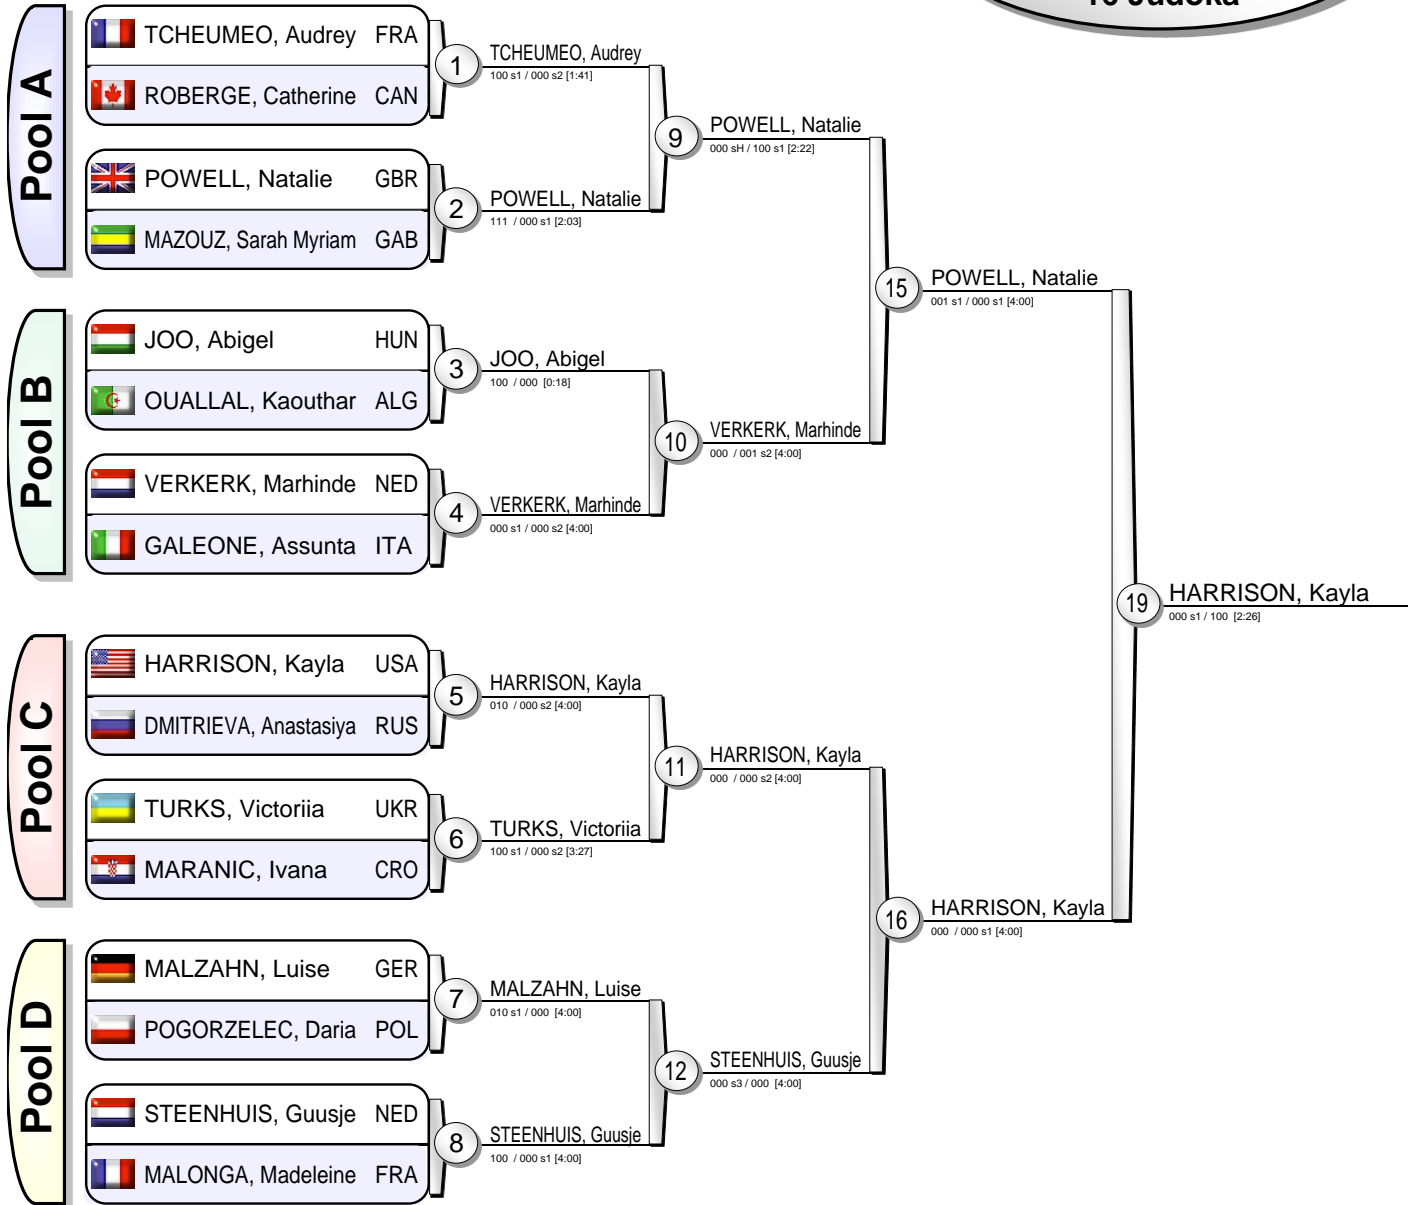 16 Judoka
Pool A
TCHEUMEO, Audrey FRA
ROBERGE, Catherine CAN
POWELL, Natalie GBR
MAZOUZ, Sarah Myriam GAB
1
TCHEUMEO, Audrey
100 s1 / 000 s2 [1:41]
2
POWELL, Natalie
111 / 000 s1 [2:03]
9
POWELL, Natalie
000 sH / 100 s1 [2:22]
Pool B
JOO, Abigel HUN
OUALLAL, Kaouthar ALG
VERKERK, Marhinde NED
GALEONE, Assunta ITA
3
JOO, Abigel
100 / 000 [0:18]
4
VERKERK, Marhinde
000 s1 / 000 s2 [4:00]
10
VERKERK, Marhinde
000 / 001 s2 [4:00]
15
POWELL, Natalie
001 s1 / 000 s1 [4:00]
Pool C
HARRISON, Kayla USA
DMITRIEVA, Anastasiya RUS
TURKS, Victoriia UKR
MARANIC, Ivana CRO
5
HARRISON, Kayla
010 / 000 s2 [4:00]
6
TURKS, Victoriia
100 s1 / 000 s2 [3:27]
11
HARRISON, Kayla
000 / 000 s2 [4:00]
Pool D
MALZAHN, Luise GER
POGORZELEC, Daria POL
STEENHUIS, Guusje NED
MALONGA, Madeleine FRA
7
MALZAHN, Luise
010 s1 / 000 [4:00]
8
STEENHUIS, Guusje
100 / 000 s1 [4:00]
12
STEENHUIS, Guusje
000 s3 / 000 [4:00]
16
HARRISON, Kayla
000 / 000 s1 [4:00]
19
HARRISON, Kayla
000 s1 / 100 [2:26]